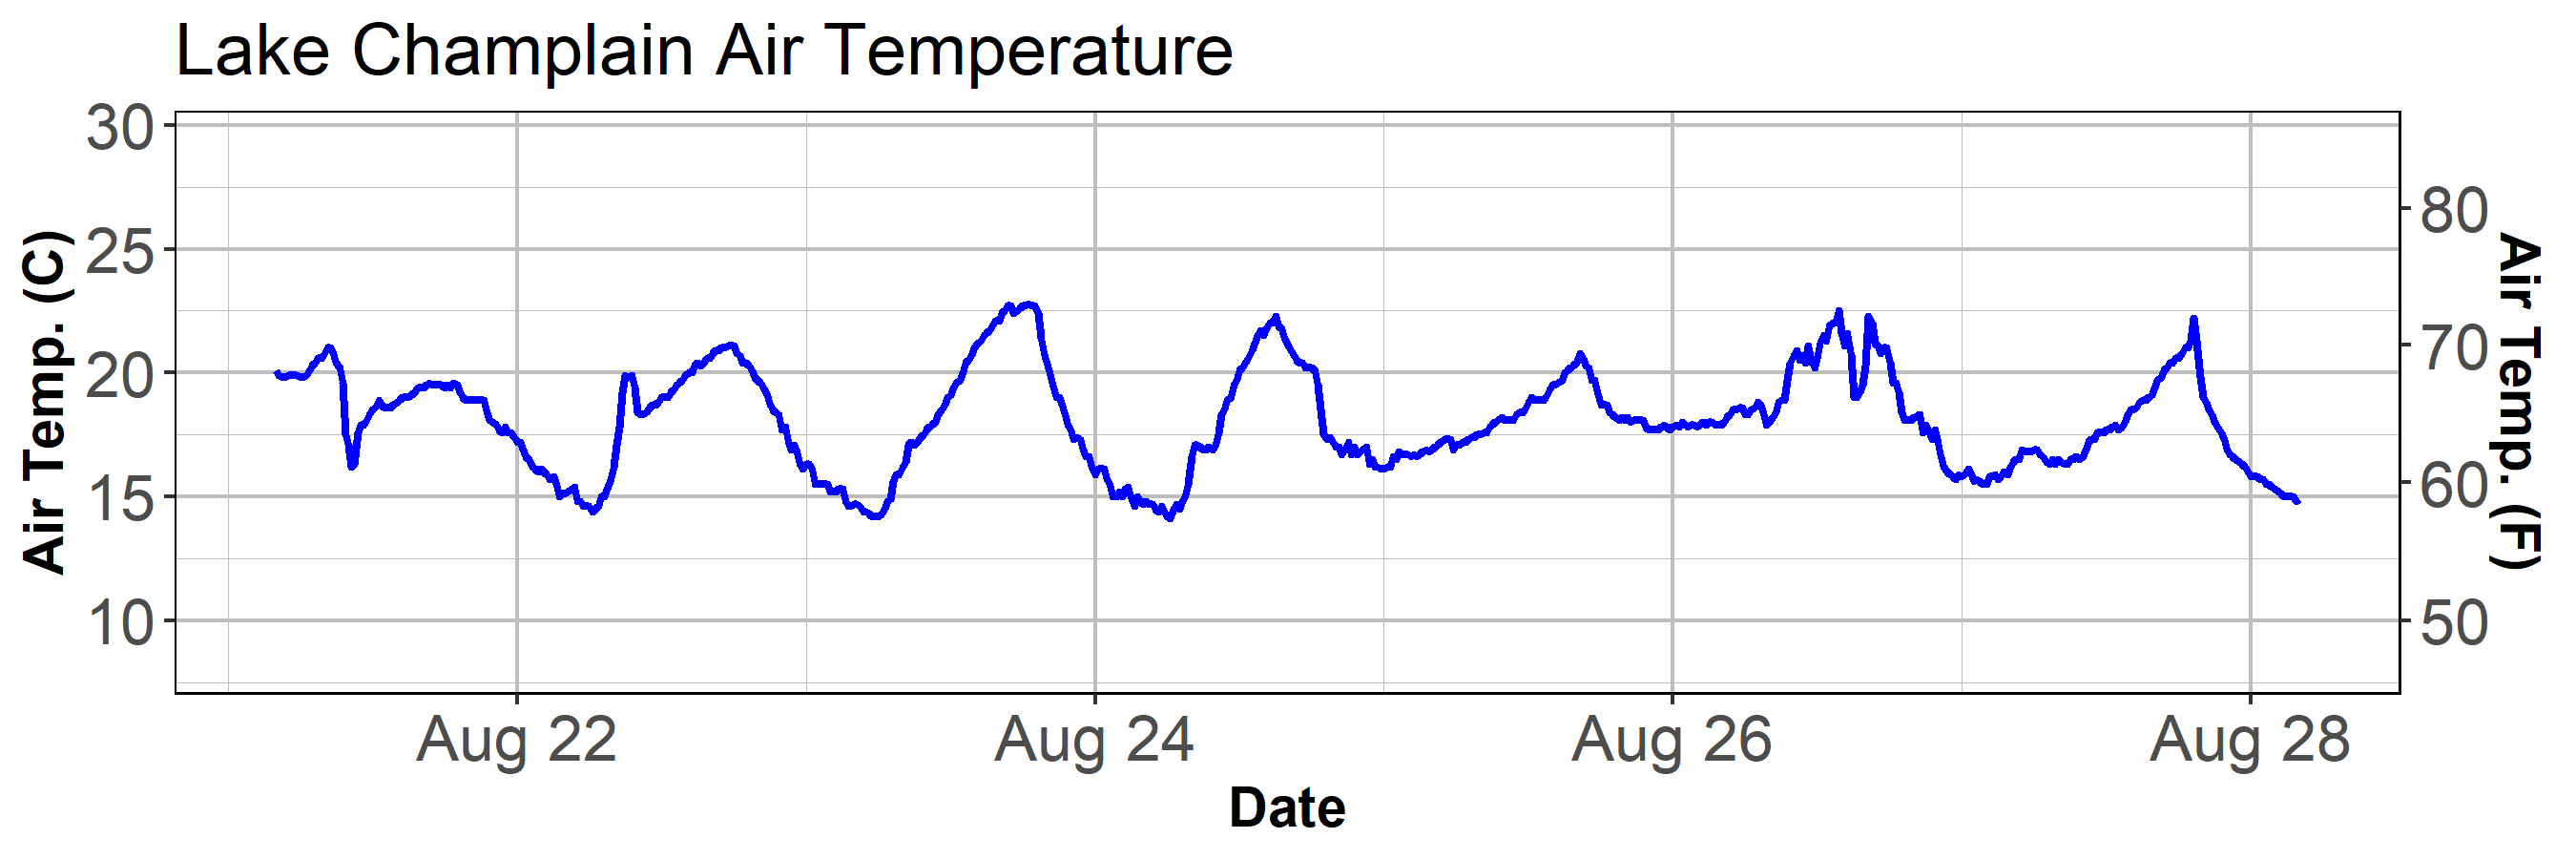 Lake Champlain Air Temperature
Air Temp. (C)
30
25
20
15
10
Air Temp. (F)
80
70
60
50
Aug 22
Aug 24
Aug 26
Aug 28
Date